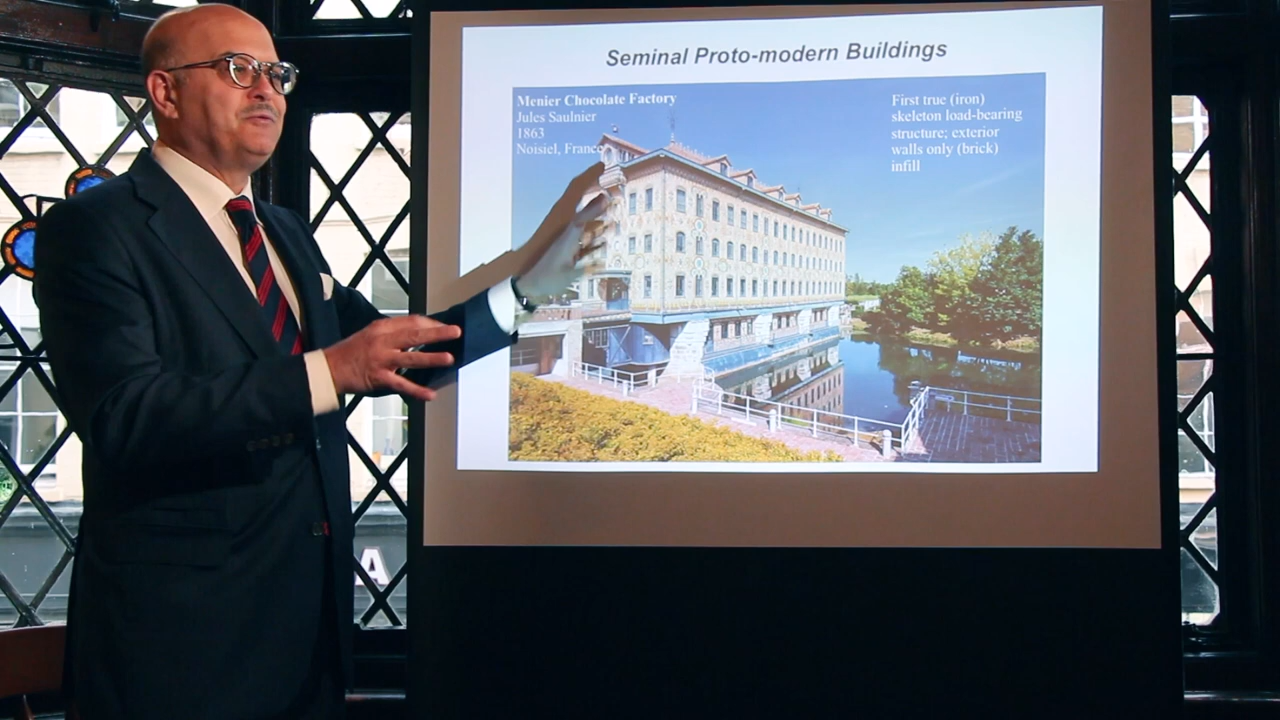 Seminal Proto-modern Buildings
Menier Chocolate Factory
Jules Saulnier
1863
Noisiel, France
First true (iron)
skeleton load-bearing
structure; exterior
walls only (brick)
infill
A